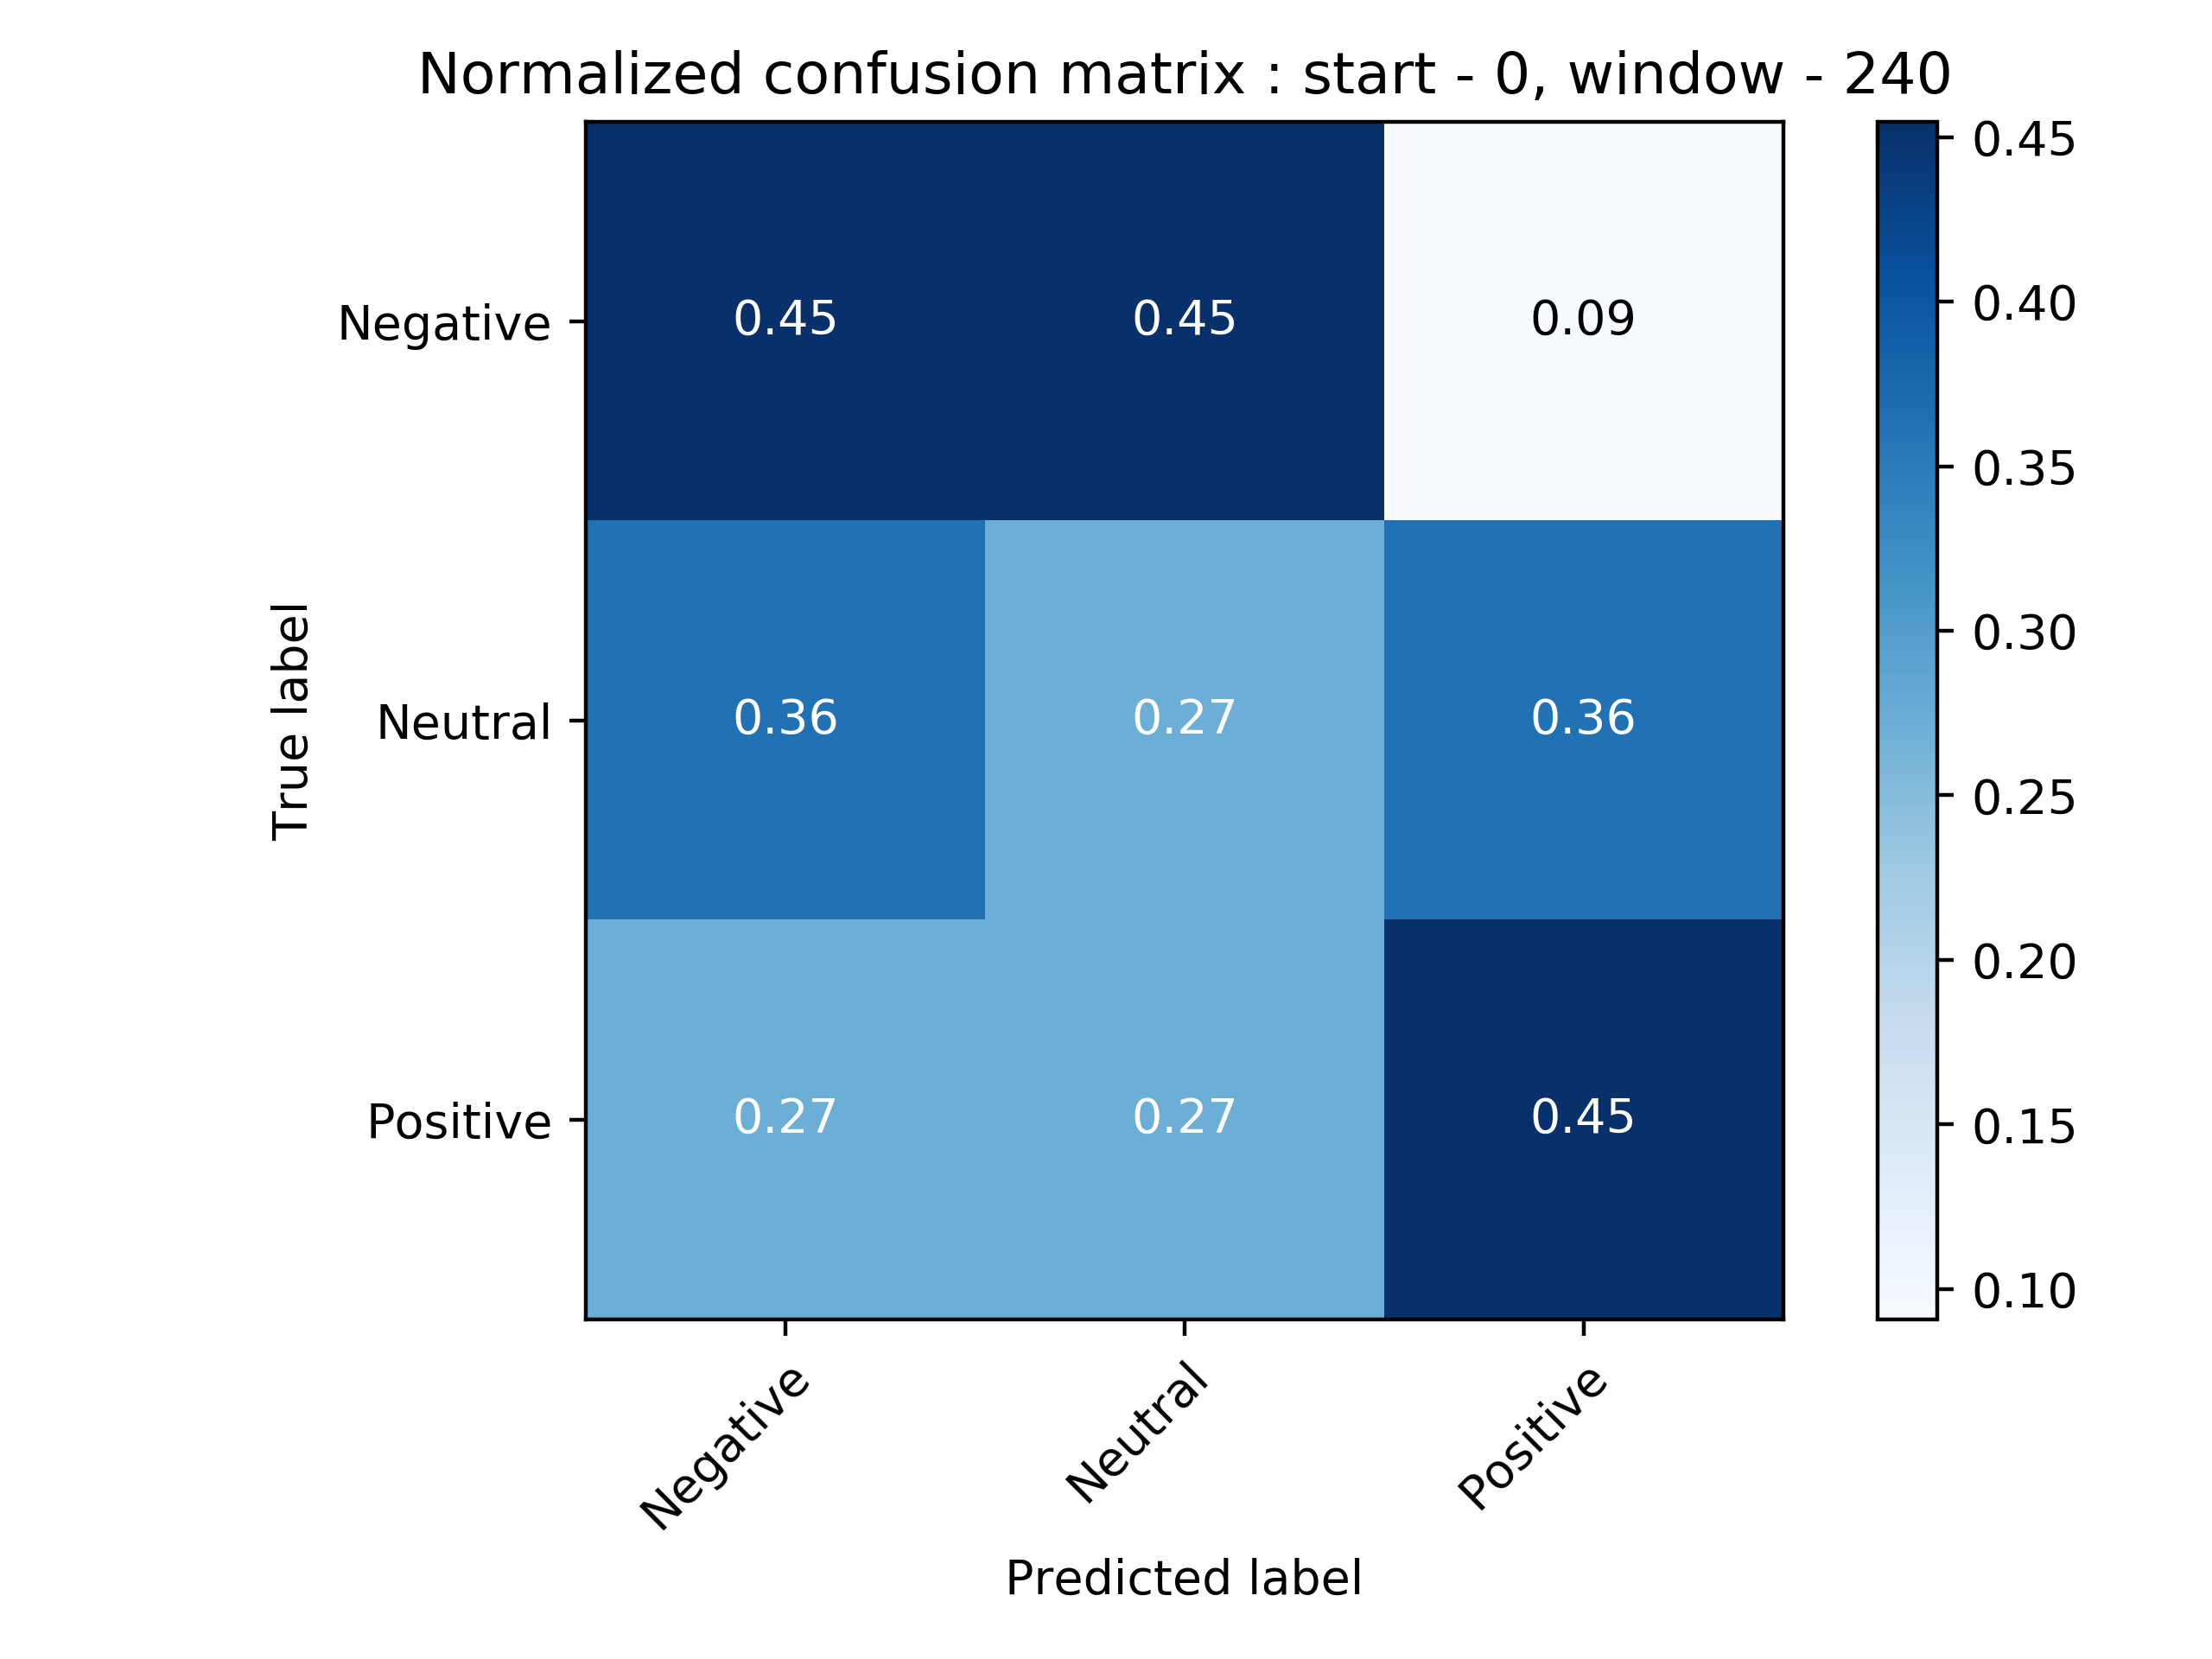 Normalized confusion matrix : start - 0, window - 240
True label
Negative
0.45 0.45 0.09
Neutral
0.36 0.27 0.36
Positive
0.27 0.27 0.45
Negative
Neutral
Positive
Predicted label
0.45
0.40
0.35
0.30
0.25
0.20
0.15
0.10